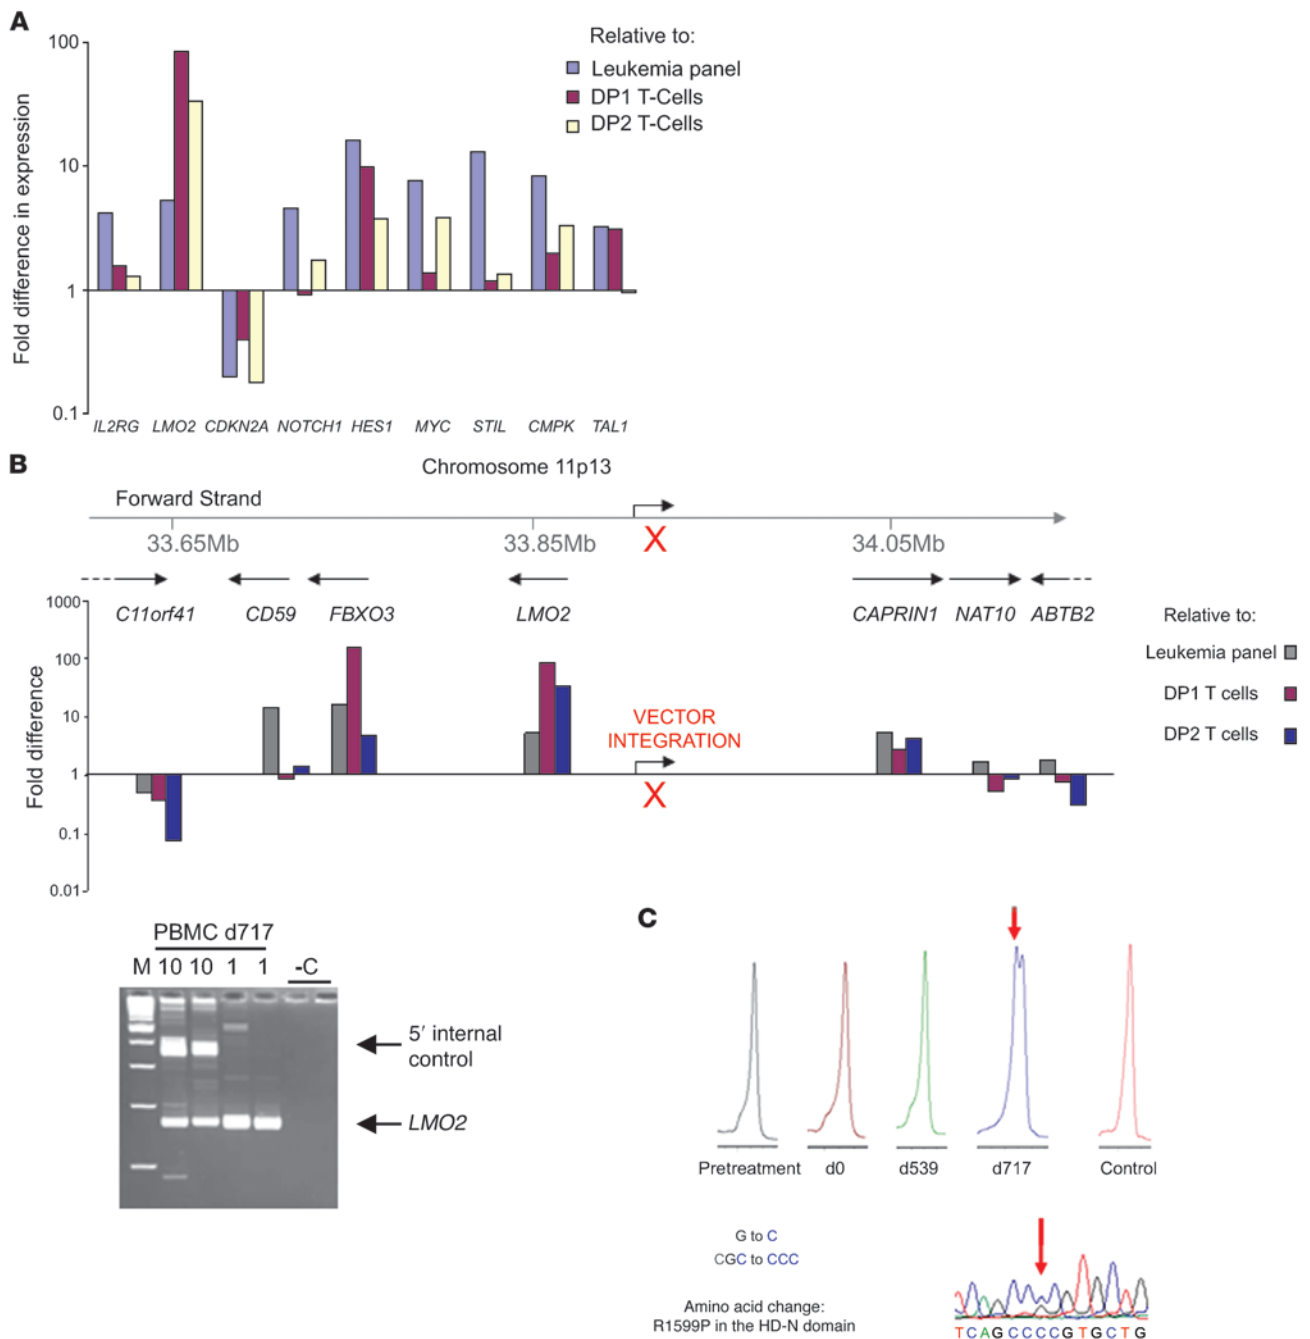 A
Relative to:
Leukemia panel
DP1 T-Cells
DP2 T-Cells
Fold difference in expression
100
10
1
0.1
IL2RG LMO2 CDKN2A NOTCH1 HES1 MYC STIL CMPK TAL1
B
Chromosome 11p13
Forward Strand
33.65Mb 33.85Mb X 34.05Mb
C11orf41 CD59 FBXO3 LMO2 CAPRIN1 NAT10 ABTB2
Relative to:
Leukemia panel
DP1 T cells
DP2 T cells
Fold difference
1000
100
10
1
0.1
0.01
VECTOR
INTEGRATION
X
PBMC d717
M 10 10 1 1 -C
5′ internal
control
LMO2
C
Pretreatment d0 d539 d717 Control
G to C
CGC to CCC
Amino acid change:
R1599P in the HD-N domain
TCAGCCCCGTGCTG